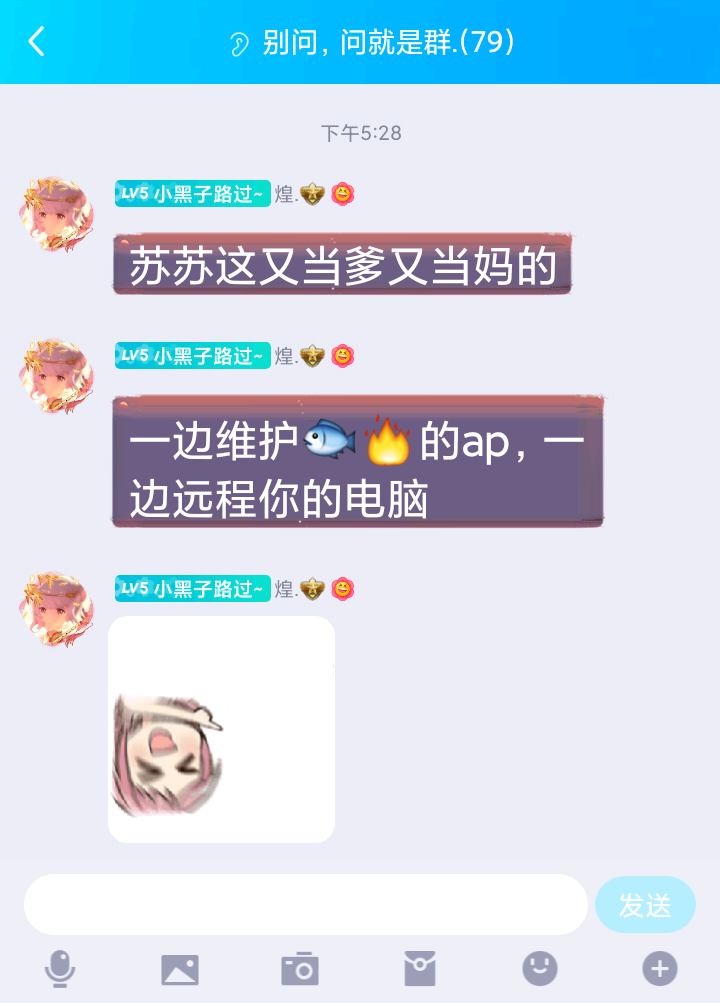 别问，问就是群.(79)
下午5:28
LV5 小黑子路过~ 煌.
苏苏这又当爹又当妈的
LV5 小黑子路过~ 煌.
一边维护🐟🔥的ap，一
边远程你的电脑
LV5 小黑子路过~ 煌.
发送